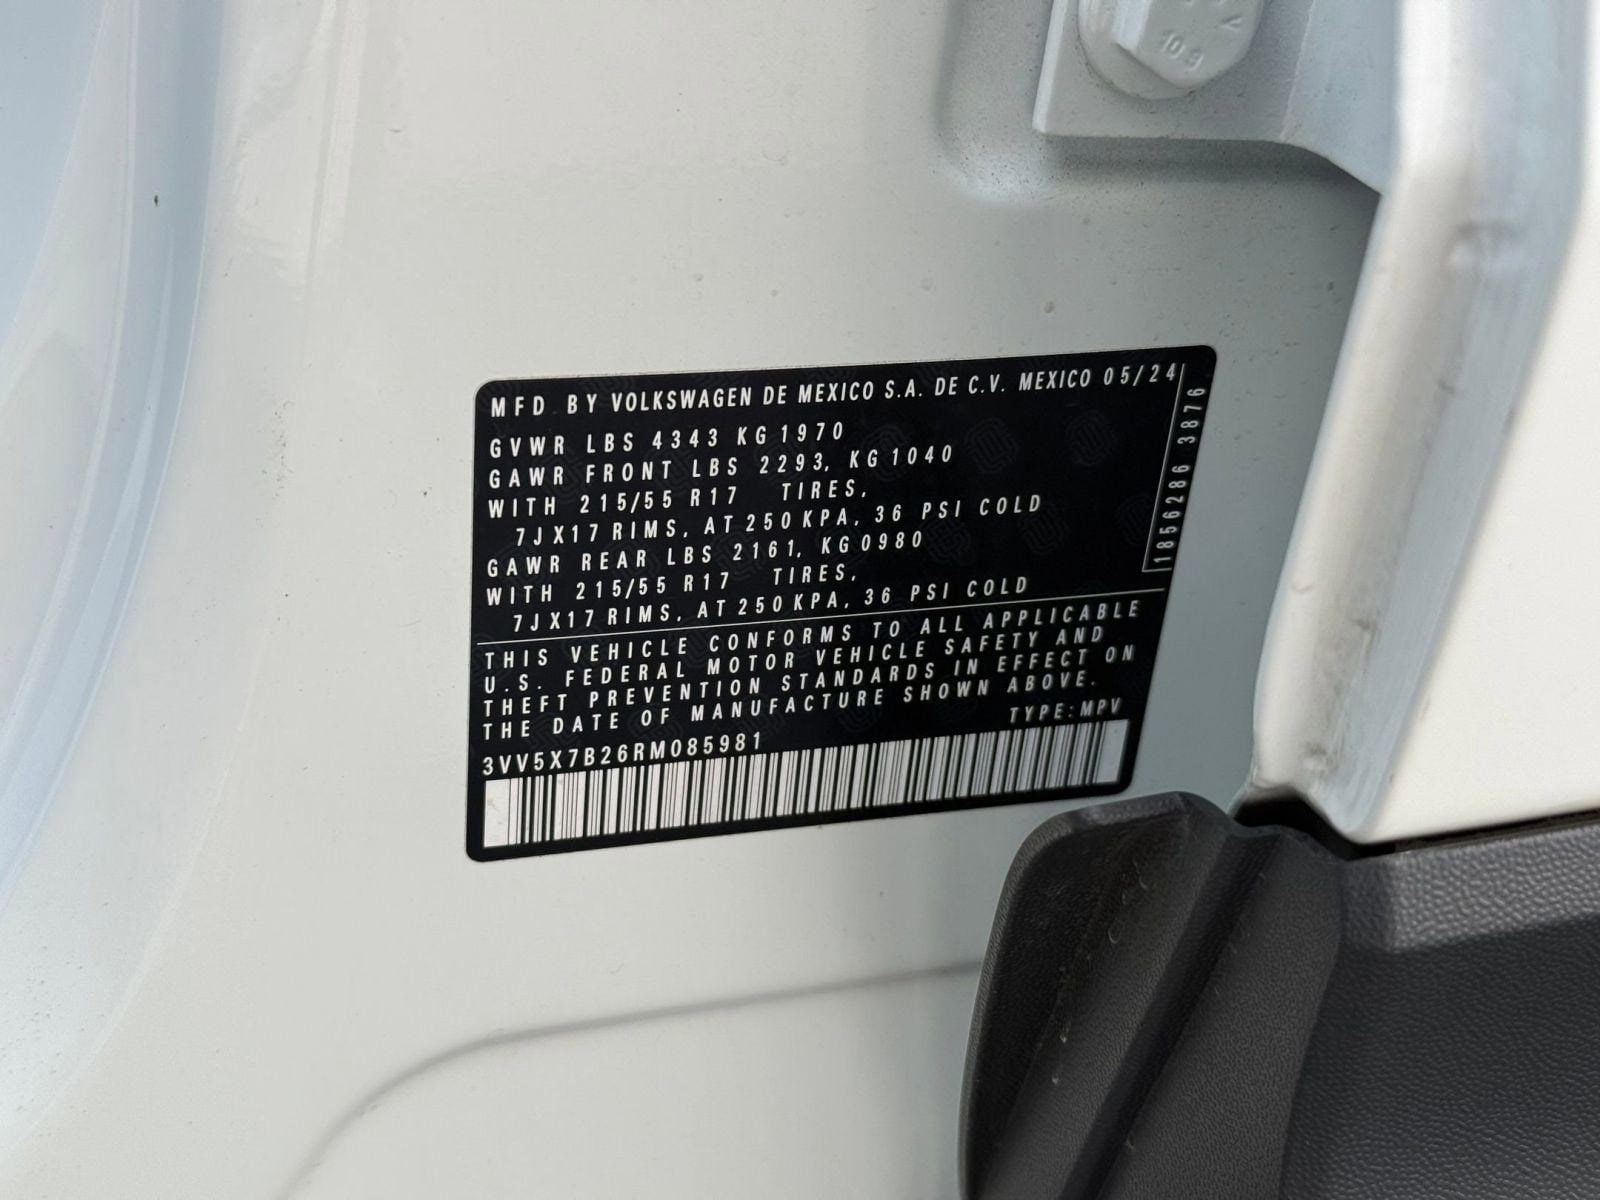 10.9
MFD. BY VOLKSWAGEN DE MEXICO S.A. DE C.V. MEXICO 05/24
GVWR LBS 4343 KG 1970
GAWR FRONT LBS 2293, KG 1040
WITH 215/55 R17 TIRES,
7JX17 RIMS, AT 250 KPA, 36 PSI COLD
GAWR REAR LBS 2161, KG 0980
WITH 215/55 R17 TIRES,
7JX17 RIMS, AT 250 KPA, 36 PSI COLD
1856286 3876
THIS VEHICLE CONFORMS TO ALL APPLICABLE
U.S. FEDERAL MOTOR VEHICLE SAFETY AND
THEFT PREVENTION STANDARDS IN EFFECT ON
THE DATE OF MANUFACTURE SHOWN ABOVE.
TYPE: MPV
3VV5X7B26RM085981